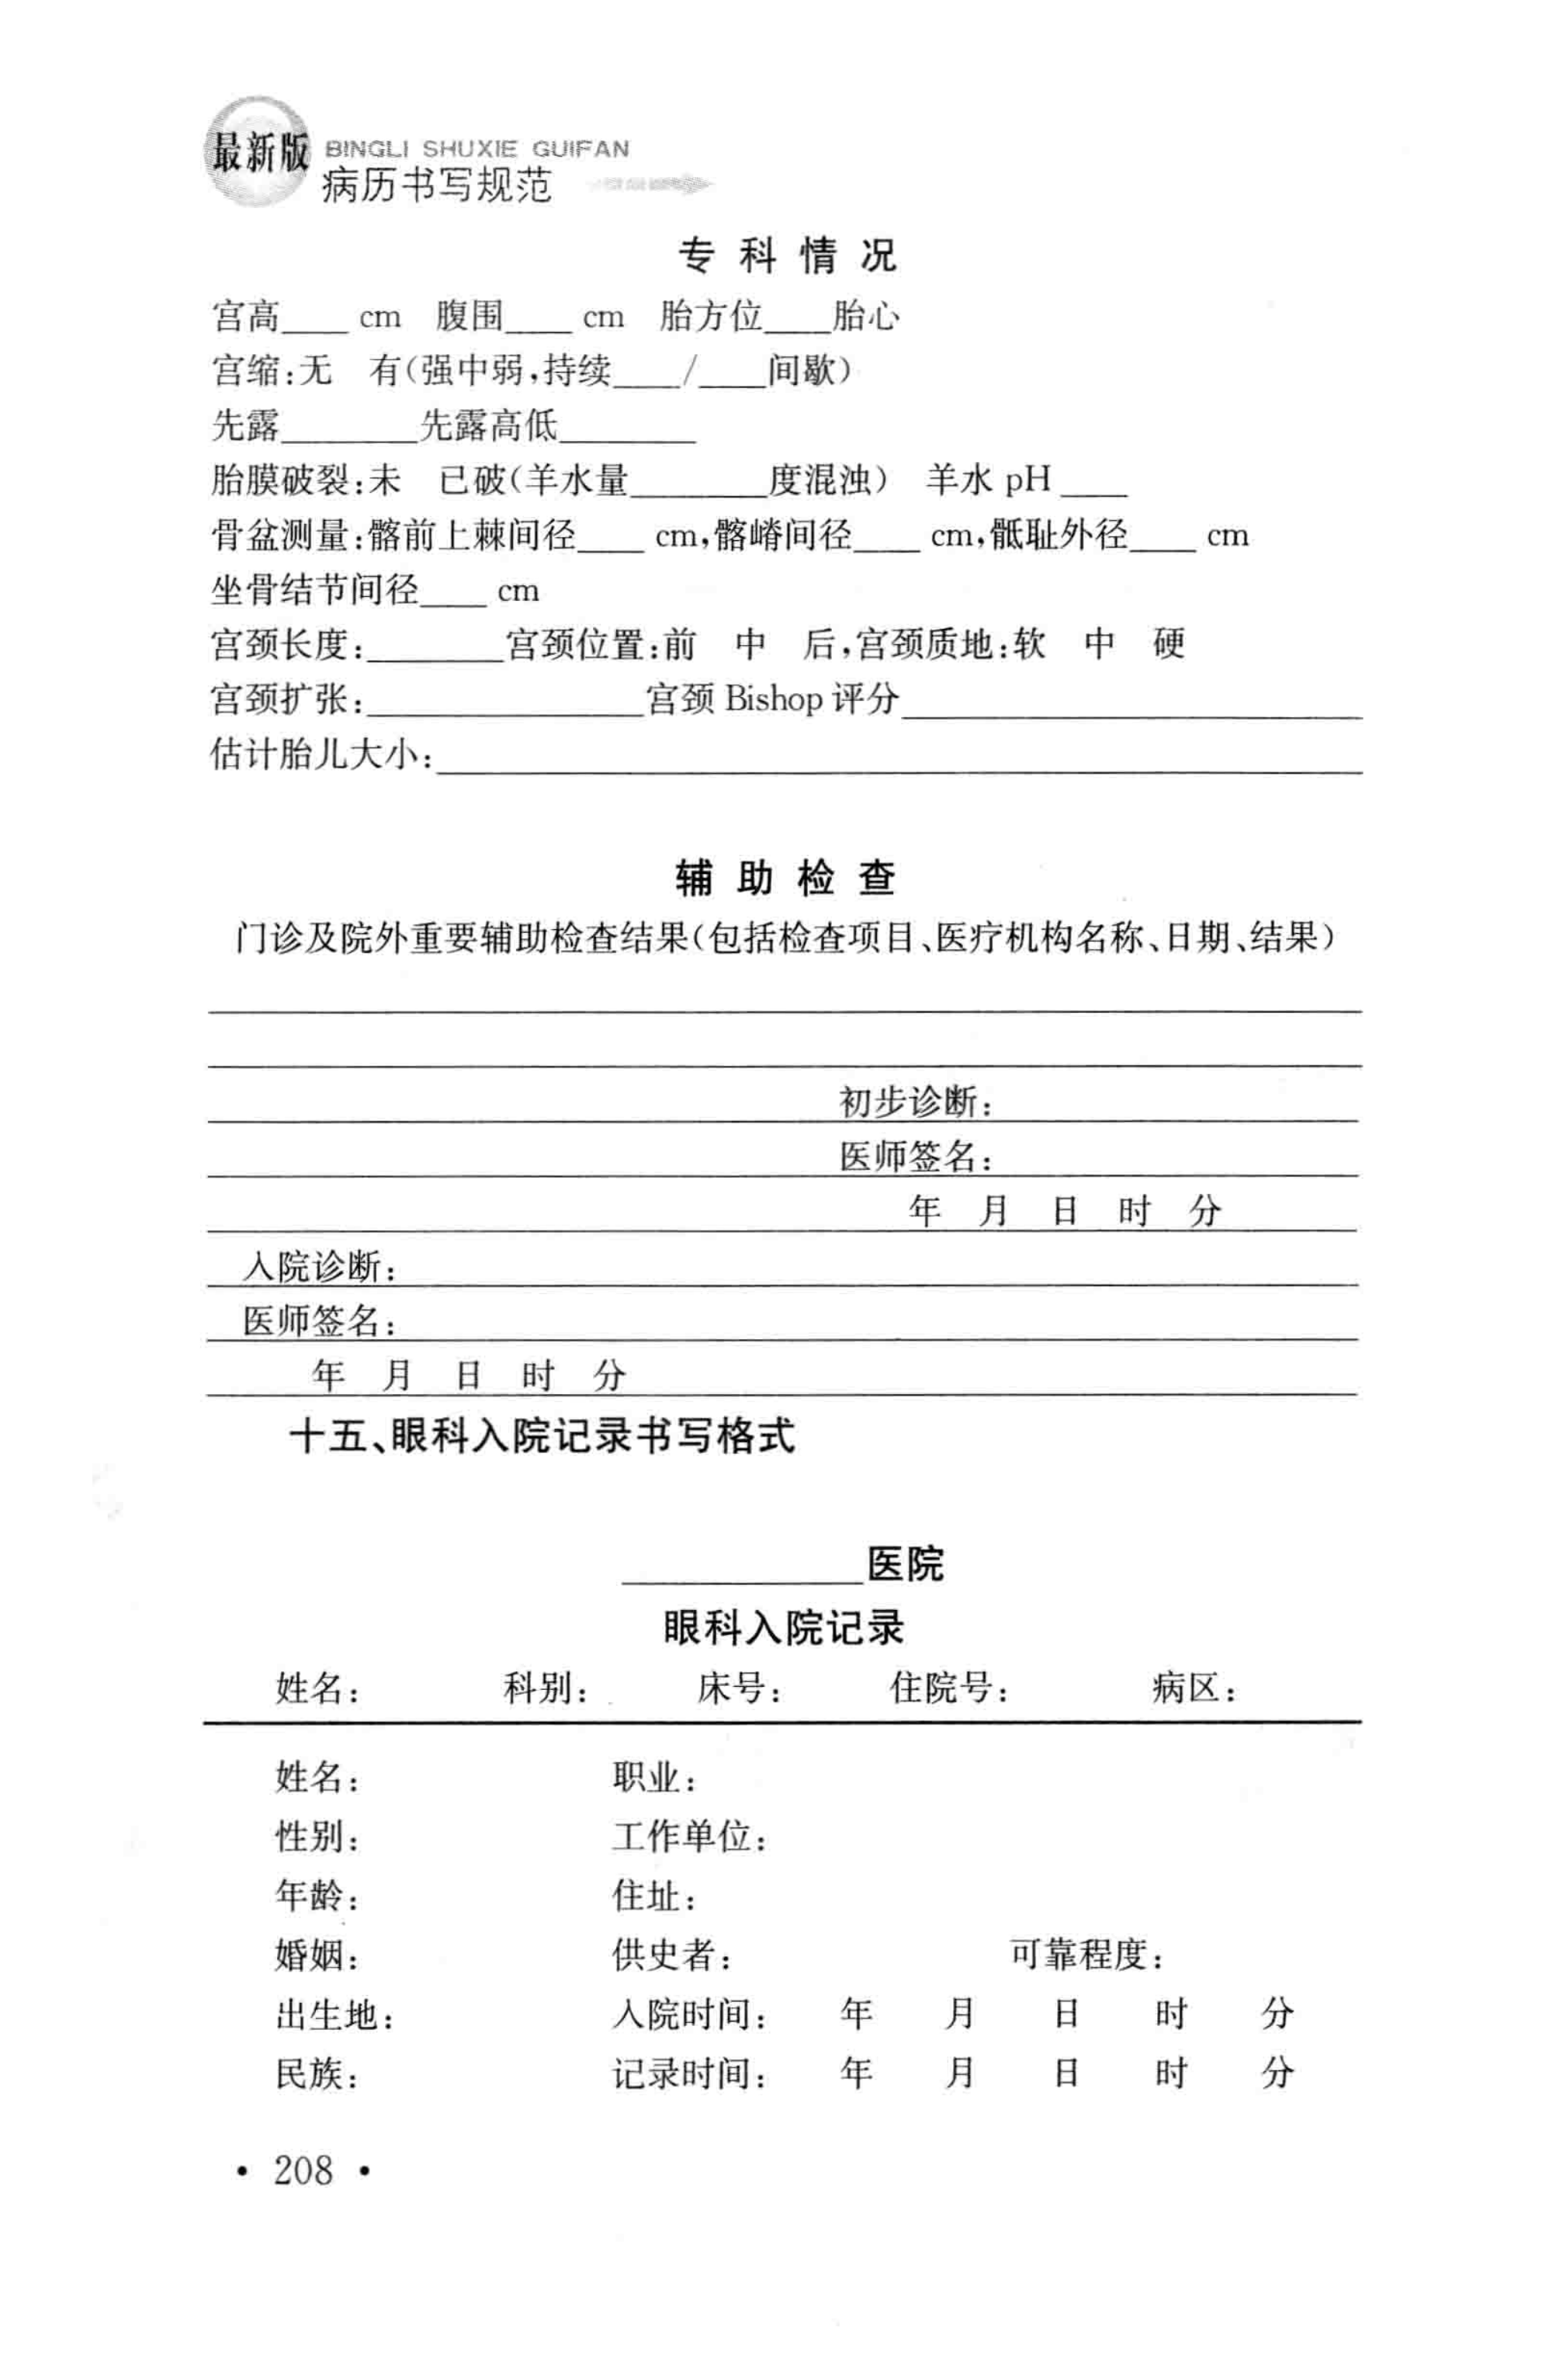 最新版 BINGLI SHUXIE GUIFAN
病历书写规范
专科情况
宫高____ cm 腹围____ cm 胎方位____胎心
宫缩:无 有(强中弱,持续____/____间歇)
先露________先露高低________
胎膜破裂:未 已破(羊水量________度混浊) 羊水 pH ____
骨盆测量:髂前上棘间径____ cm,髂嵴间径____ cm,骶耻外径____ cm
坐骨结节间径____ cm
宫颈长度:________宫颈位置:前 中 后,宫颈质地:软 中 硬
宫颈扩张:________________宫颈 Bishop 评分________________
估计胎儿大小:________________
辅助检查
门诊及院外重要辅助检查结果(包括检查项目、医疗机构名称、日期、结果)
初步诊断:
医师签名:
年 月 日 时 分
入院诊断:
医师签名:
年 月 日 时 分
十五、眼科入院记录书写格式
____________医院
眼科入院记录
姓名: 科别: 床号: 住院号: 病区:
姓名: 职业:
性别: 工作单位:
年龄: 住址:
婚姻: 供史者: 可靠程度:
出生地: 入院时间: 年 月 日 时 分
民族: 记录时间: 年 月 日 时 分
· 208 ·